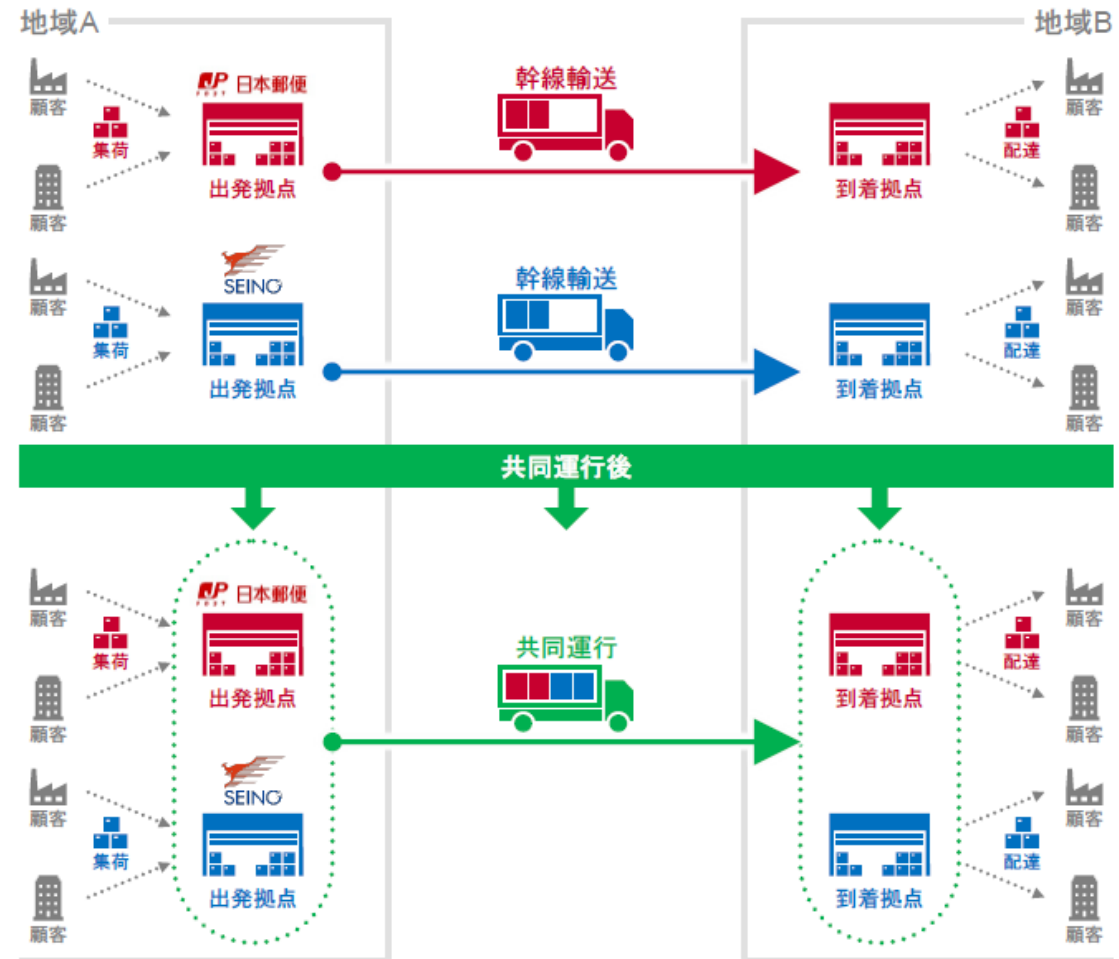 地域A
地域B
顧客
集荷
顧客
JP POST 日本郵便
出発拠点
幹線輸送
到着拠点
配達
顧客
顧客
顧客
集荷
顧客
SEINO
出発拠点
幹線輸送
到着拠点
配達
顧客
顧客
共同運行後
顧客
集荷
顧客
JP POST 日本郵便
出発拠点
共同運行
到着拠点
配達
顧客
顧客
顧客
集荷
顧客
SEINO
出発拠点
到着拠点
配達
顧客
顧客